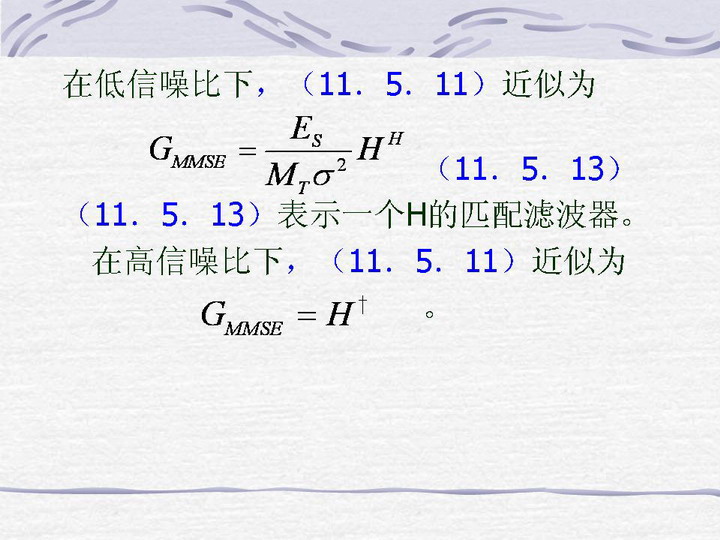 在低信噪比下，（11．5．11）近似为
G_{MMSE} = \frac{E_S}{M_T σ^2} H^H （11．5．13）
（11．5．13）表示一个H的匹配滤波器。
在高信噪比下，（11．5．11）近似为
G_{MMSE} = H^† 。